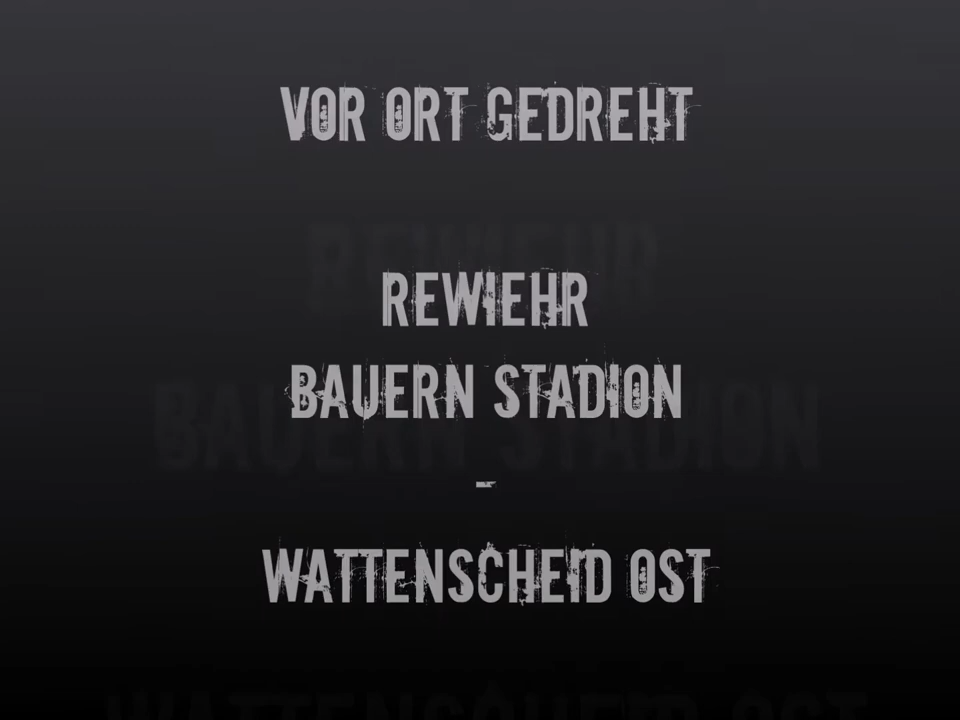 VOR ORT GEDREHT
REWIEHR
BAUERN STADION
-
WATTENSCHEID OST